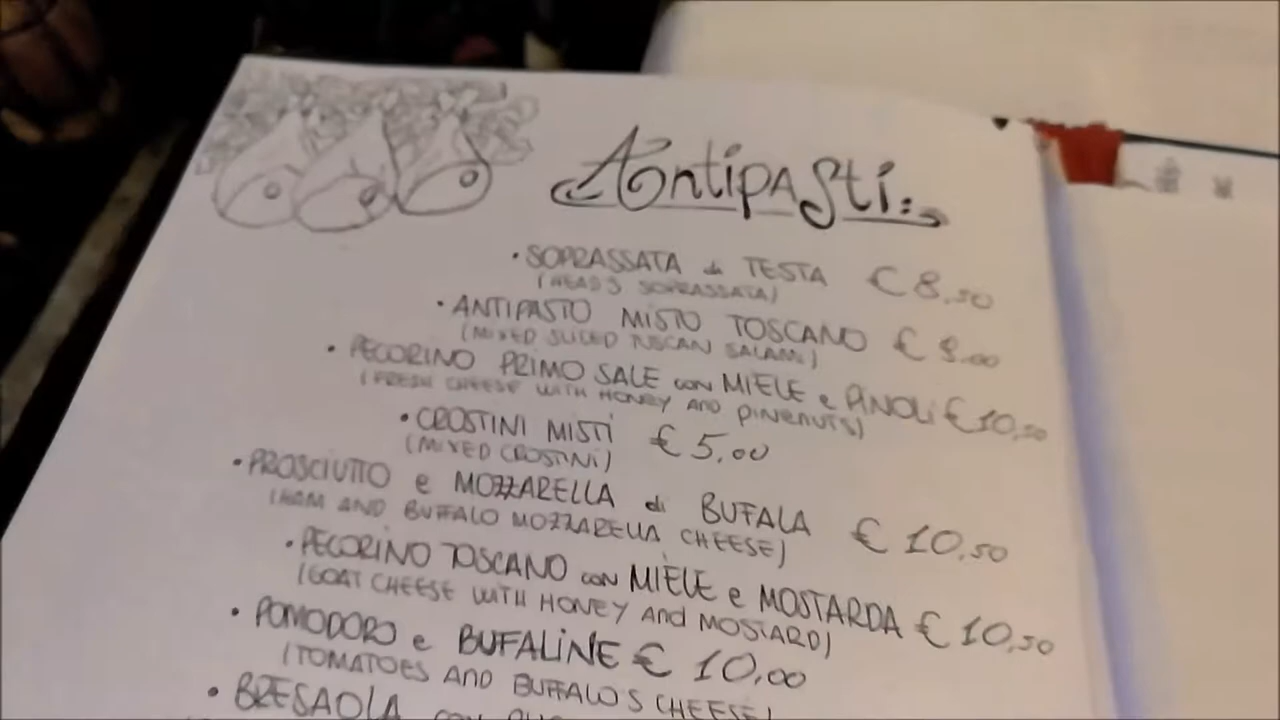 Antipasti:
• SOPRASSATA di TESTA € 8,50
(HEAD'S SOPRASSATA)
• ANTIPASTO MISTO TOSCANO € 9.00
(MIXED SLICED TUSCAN SALAMI)
• PECORINO PRIMO SALE con MIELE e PINOLI € 10,50
(FRESH CHEESE WITH HONEY AND PINENUTS)
• CROSTINI MISTI € 5,00
(MIXED CROSTINI)
• PROSCIUTTO e MOZZARELLA di BUFALA € 10,50
(HAM AND BUFFALO MOZZARELLA CHEESE)
• PECORINO TOSCANO con MIELE e MOSTARDA € 10,50
(GOAT CHEESE WITH HONEY And MOSTARD)
• POMODORO e BUFALINE € 10,00
(TOMATOES AND BUFFALO'S CHEESE)
• BRESAOLA con